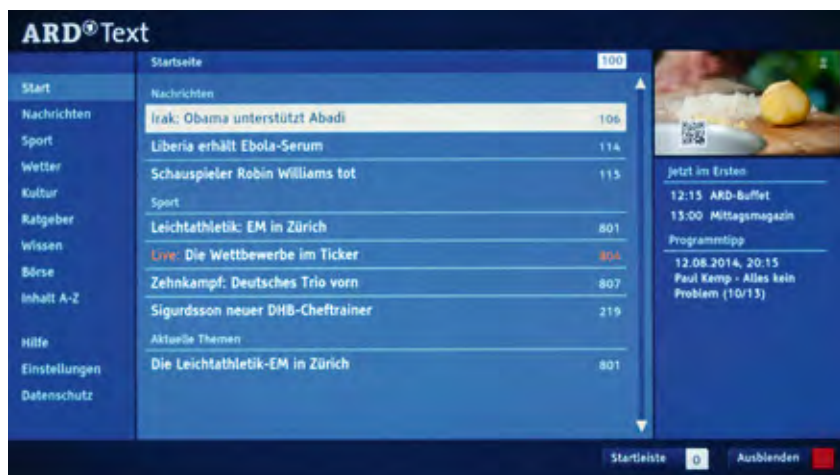 ARD Text
Startseite 100
Start
Nachrichten
Sport
Wetter
Kultur
Ratgeber
Wissen
Börse
Inhalt A-Z
Hilfe
Einstellungen
Datenschutz
Nachrichten
Irak: Obama unterstützt Abadi 106
Liberia erhält Ebola-Serum 114
Schauspieler Robin Williams tot 115
Sport
Leichtathletik: EM in Zürich 801
Live: Die Wettbewerbe im Ticker 804
Zehnkampf: Deutsches Trio vorn 807
Sigurdsson neuer DHB-Cheftrainer 219
Aktuelle Themen
Die Leichtathletik-EM in Zürich 801
Jetzt im Ersten
12:15 ARD-Buffet
13:00 Mittagsmagazin
Programmtipp
12.08.2014, 20:15
Paul Kemp - Alles kein
Problem (10/13)
Startleiste 0 Ausblenden